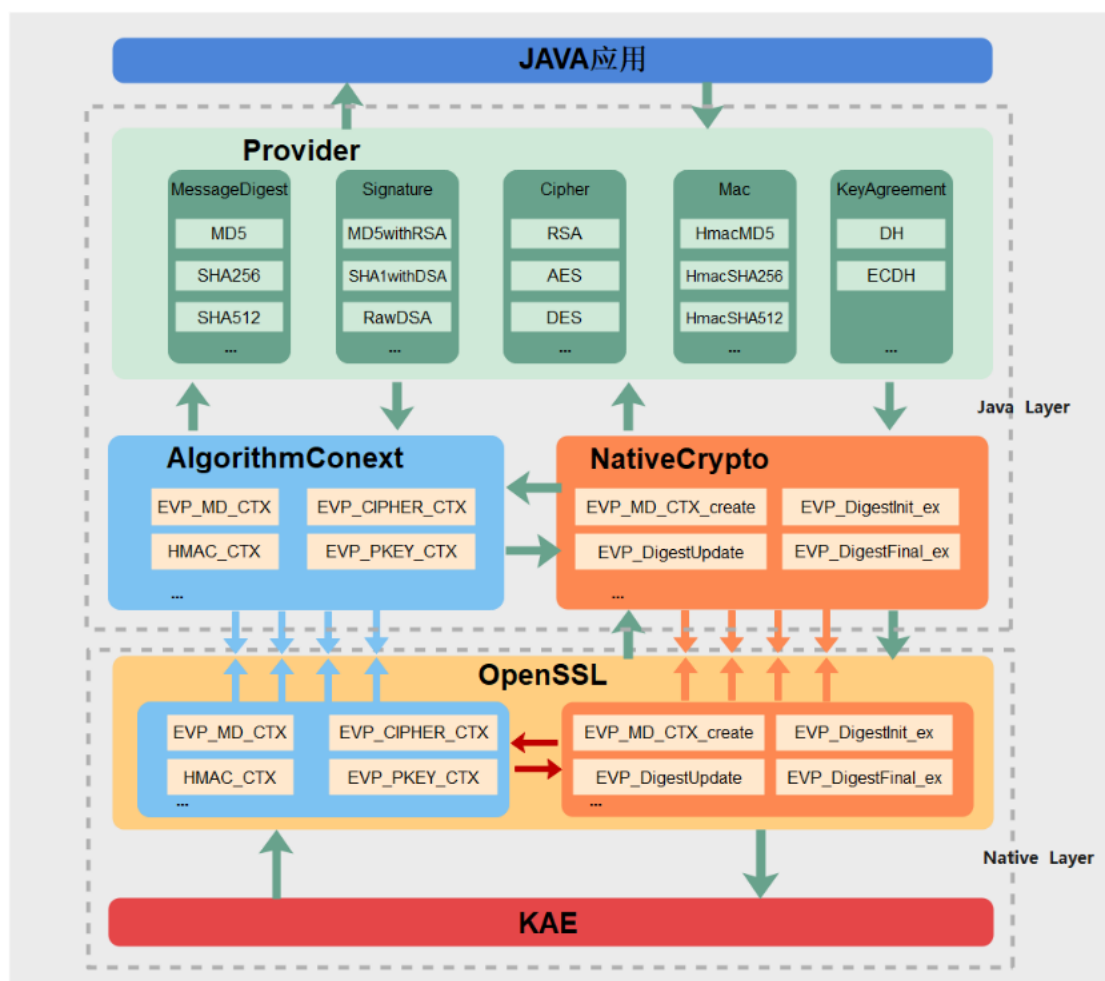 JAVA应用
Provider
MessageDigest Signature Cipher Mac KeyAgreement
MD5 MD5withRSA RSA HmacMD5 DH
SHA256 SHA1withDSA AES HmacSHA256 ECDH
SHA512 RawDSA DES HmacSHA512
... ... ... ... ...
Java Layer
AlgorithmConext NativeCrypto
EVP_MD_CTX EVP_CIPHER_CTX EVP_MD_CTX_create EVP_DigestInit_ex
HMAC_CTX EVP_PKEY_CTX EVP_DigestUpdate EVP_DigestFinal_ex
... ...
OpenSSL
EVP_MD_CTX EVP_CIPHER_CTX EVP_MD_CTX_create EVP_DigestInit_ex
HMAC_CTX EVP_PKEY_CTX EVP_DigestUpdate EVP_DigestFinal_ex
... ...
Native Layer
KAE